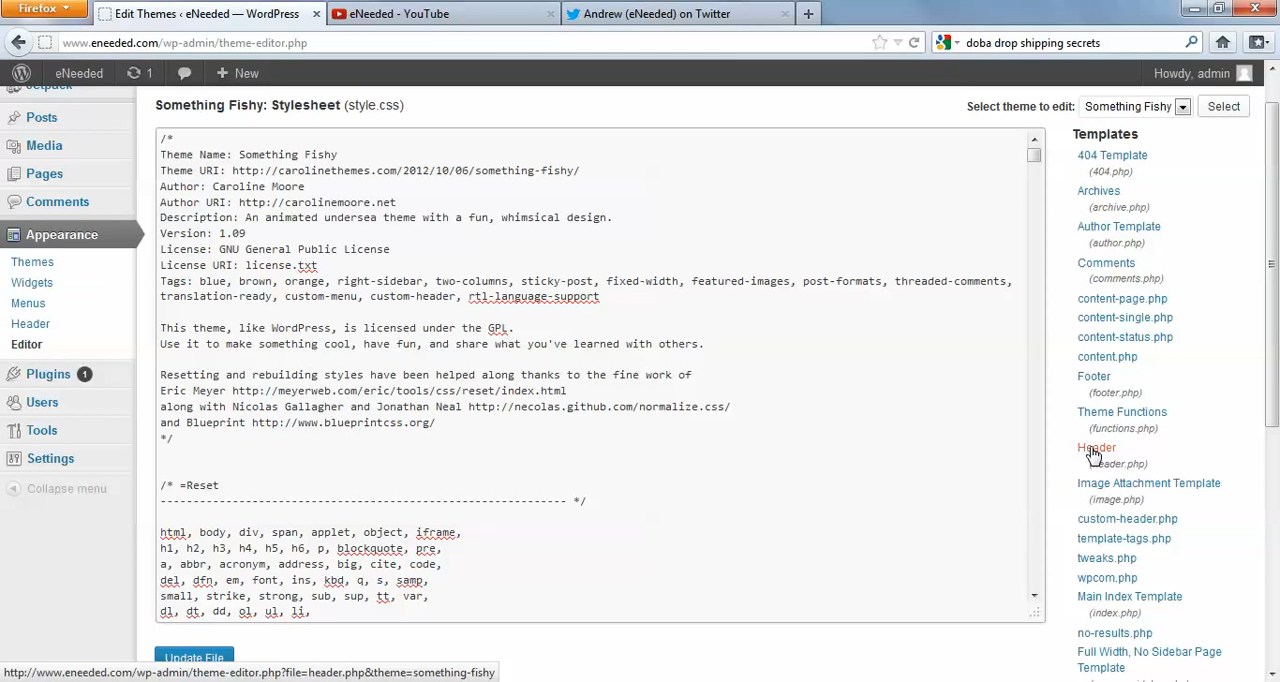 Firefox
Edit Themes ‹ eNeeded — WordPress
eNeeded - YouTube
Andrew (eNeeded) on Twitter
www.eneeded.com/wp-admin/theme-editor.php
doba drop shipping secrets
eNeeded
1
New
Howdy, admin
Jetpack
Posts
Media
Pages
Comments
Appearance
Themes
Widgets
Menus
Header
Editor
Plugins 1
Users
Tools
Settings
Collapse menu
Something Fishy: Stylesheet (style.css)
Select theme to edit: Something Fishy Select
/*
Theme Name: Something Fishy
Theme URI: http://carolinethemes.com/2012/10/06/something-fishy/
Author: Caroline Moore
Author URI: http://carolinemoore.net
Description: An animated undersea theme with a fun, whimsical design.
Version: 1.09
License: GNU General Public License
License URI: license.txt
Tags: blue, brown, orange, right-sidebar, two-columns, sticky-post, fixed-width, featured-images, post-formats, threaded-comments,
translation-ready, custom-menu, custom-header, rtl-language-support
This theme, like WordPress, is licensed under the GPL.
Use it to make something cool, have fun, and share what you've learned with others.
Resetting and rebuilding styles have been helped along thanks to the fine work of
Eric Meyer http://meyerweb.com/eric/tools/css/reset/index.html
along with Nicolas Gallagher and Jonathan Neal http://necolas.github.com/normalize.css/
and Blueprint http://www.blueprintcss.org/
*/
/* =Reset
-------------------------------------------------------------- */
html, body, div, span, applet, object, iframe,
h1, h2, h3, h4, h5, h6, p, blockquote, pre,
a, abbr, acronym, address, big, cite, code,
del, dfn, em, font, ins, kbd, q, s, samp,
small, strike, strong, sub, sup, tt, var,
dl, dt, dd, ol, ul, li,
Update File
Templates
404 Template
(404.php)
Archives
(archive.php)
Author Template
(author.php)
Comments
(comments.php)
content-page.php
content-single.php
content-status.php
content.php
Footer
(footer.php)
Theme Functions
(functions.php)
Header
(header.php)
Image Attachment Template
(image.php)
custom-header.php
template-tags.php
tweaks.php
wpcom.php
Main Index Template
(index.php)
no-results.php
Full Width, No Sidebar Page
Template
http://www.eneeded.com/wp-admin/theme-editor.php?file=header.php&theme=something-fishy